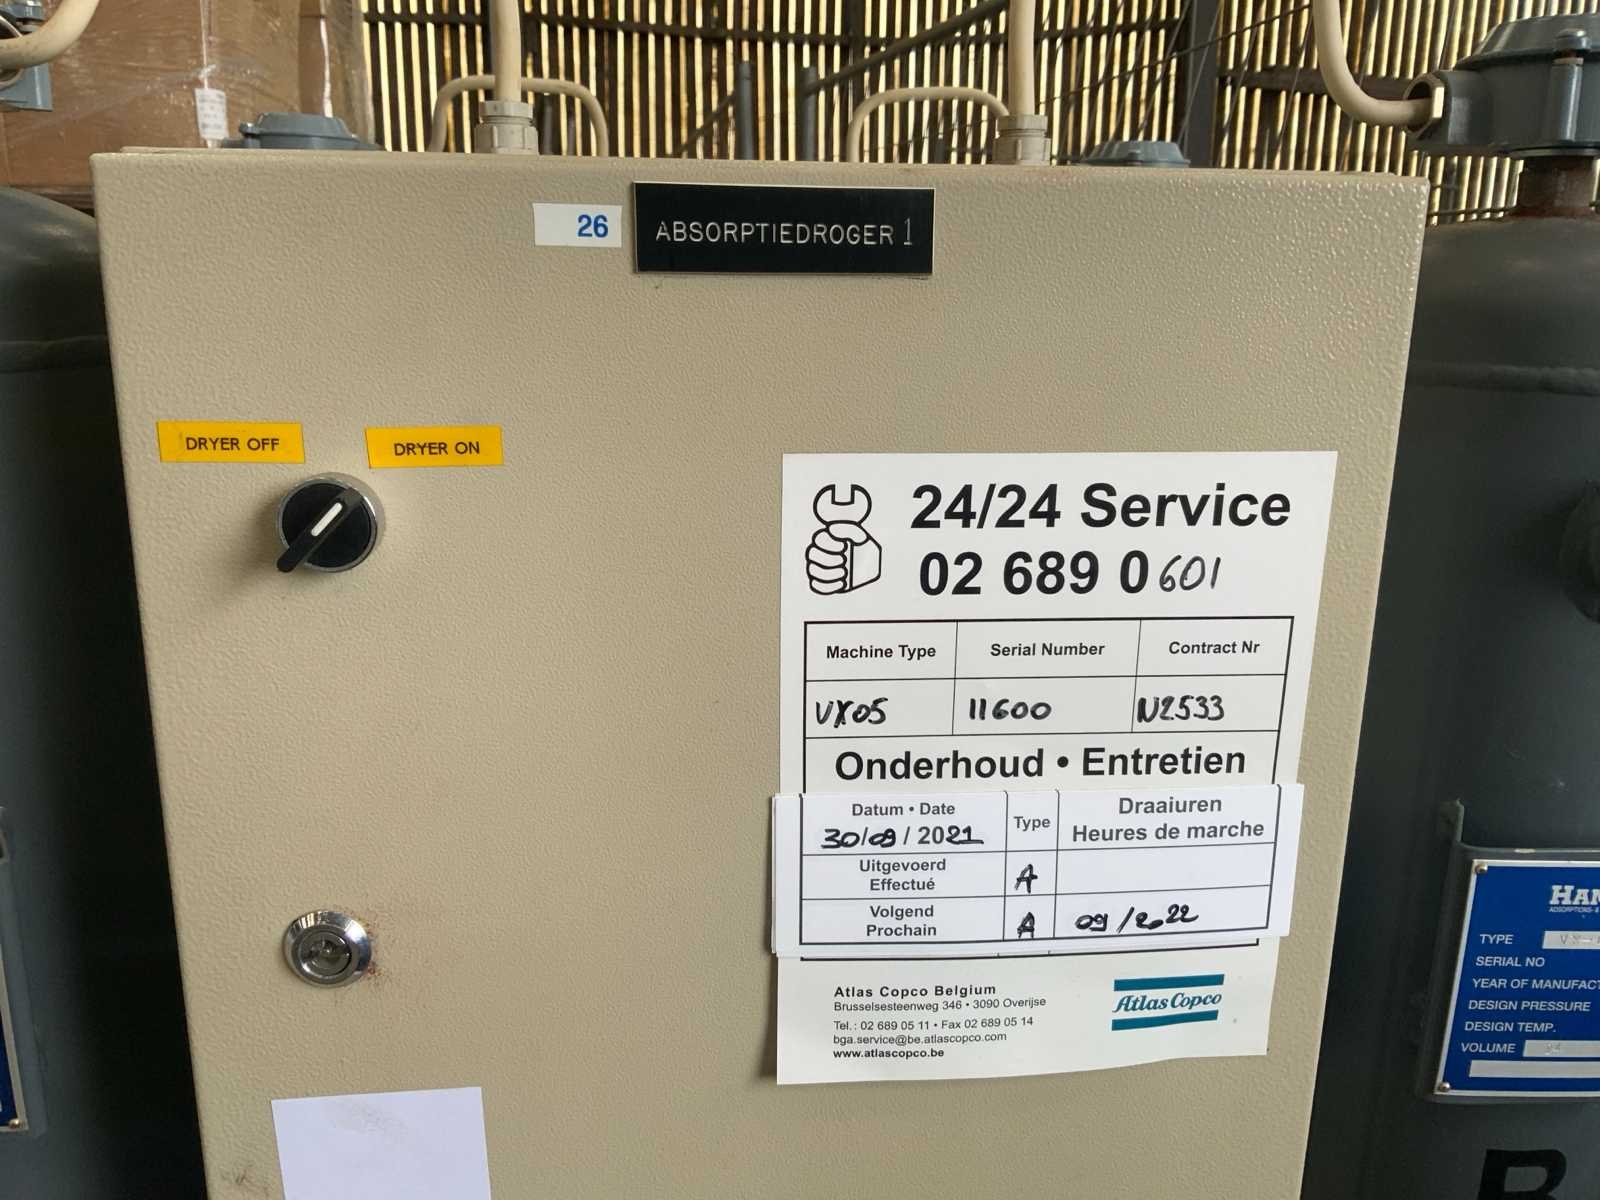 26
ABSORPTIEDROGER 1
DRYER OFF
DRYER ON
24/24 Service
02 689 0601
Machine Type
Serial Number
Contract Nr
VX05
11600
N2533
Onderhoud • Entretien
Datum • Date
30/09/2021
Type
Draaiuren
Heures de marche
Uitgevoerd
Effectué
A
Volgend
Prochain
A
09/2022
Atlas Copco Belgium
Brusselsesteenweg 346 • 3090 Overijse
Tel.: 02 689 05 11 • Fax 02 689 05 14
bga.service@be.atlascopco.com
www.atlascopco.be
Atlas Copco
TYPE
SERIAL NO
YEAR OF
DESIGN PRESSURE
DESIGN TEMP.
VOLUME